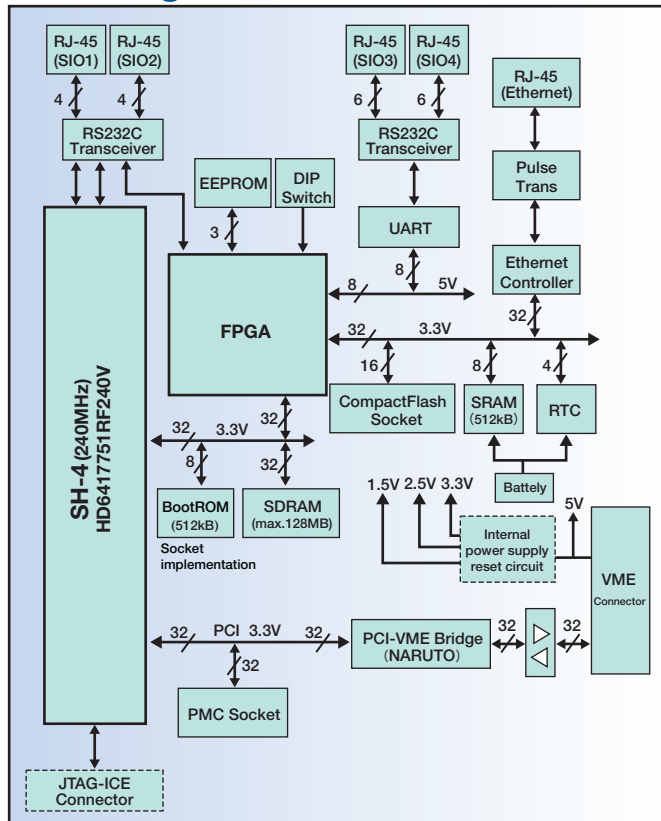 RJ-45
(SIO1)
RJ-45
(SIO2)
RJ-45
(SIO3)
RJ-45
(SIO4)
RJ-45
(Ethernet)
4
4
6
6
RS232C
Transceiver
RS232C
Transceiver
Pulse
Trans
EEPROM
DIP
Switch
3
UART
8
Ethernet
Controller
32
SH-4 (240MHz)
HD6417751RF240V
FPGA
8
5V
32
3.3V
16
8
4
CompactFlash
Socket
SRAM
(512kB)
RTC
Battely
32
32
3.3V
8
32
BootROM
(512kB)
SDRAM
(max.128MB)
Socket
implementation
1.5V
2.5V
3.3V
5V
Internal
power supply
reset circuit
VME
Connector
32
PCI
3.3V
32
PCI-VME Bridge
(NARUTO)
32
32
32
PMC Socket
JTAG-ICE
Connector